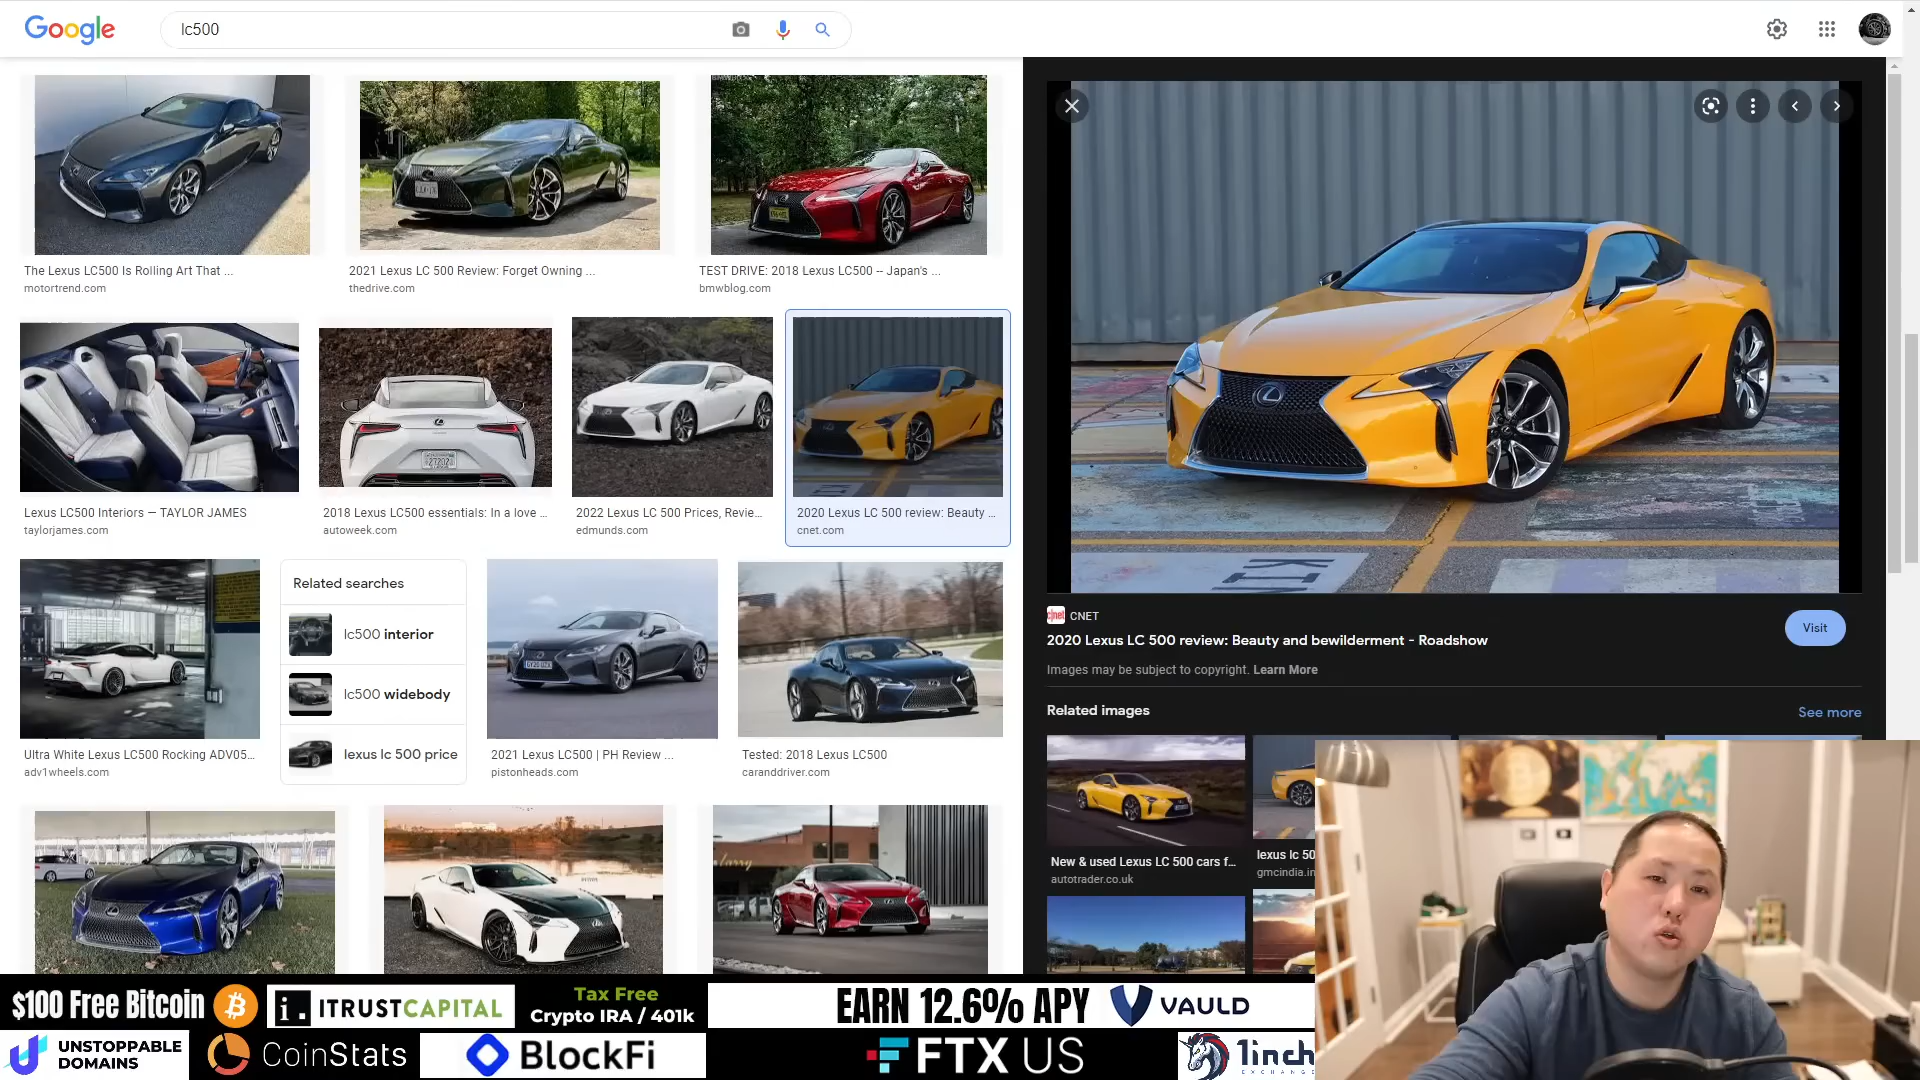 Google
lc500
The Lexus LC500 Is Rolling Art That ...
motortrend.com
2021 Lexus LC 500 Review: Forget Owning ...
thedrive.com
TEST DRIVE: 2018 Lexus LC500 -- Japan's ...
bmwblog.com
Lexus LC500 Interiors — TAYLOR JAMES
taylorjames.com
2018 Lexus LC500 essentials: In a love ...
autoweek.com
2022 Lexus LC 500 Prices, Revie...
edmunds.com
2020 Lexus LC 500 review: Beauty ...
cnet.com
Related searches
lc500 interior
lc500 widebody
lexus lc 500 price
Ultra White Lexus LC500 Rocking ADV05...
adv1wheels.com
2021 Lexus LC500 | PH Review ...
pistonheads.com
Tested: 2018 Lexus LC500
caranddriver.com
CNET
2020 Lexus LC 500 review: Beauty and bewilderment - Roadshow
Visit
Images may be subject to copyright. Learn More
Related images
See more
New & used Lexus LC 500 cars f...
autotrader.co.uk
lexus lc 50
gmcindia.in
$100 Free Bitcoin
ITRUSTCAPITAL
Tax Free
Crypto IRA / 401k
EARN 12.6% APY
VAULD
UNSTOPPABLE
DOMAINS
CoinStats
BlockFi
FTX US
1inch
EXCHANGE